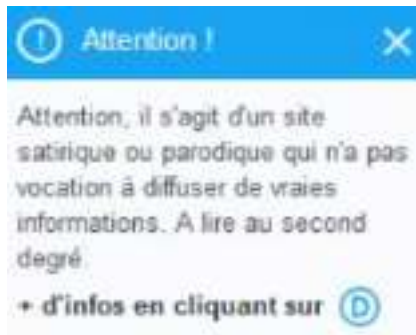 Attention !
Attention, il s'agit d'un site
satirique ou parodique qui n'a pas
vocation à diffuser de vraies
informations. A lire au second
degré.
+ d'infos en cliquant sur D